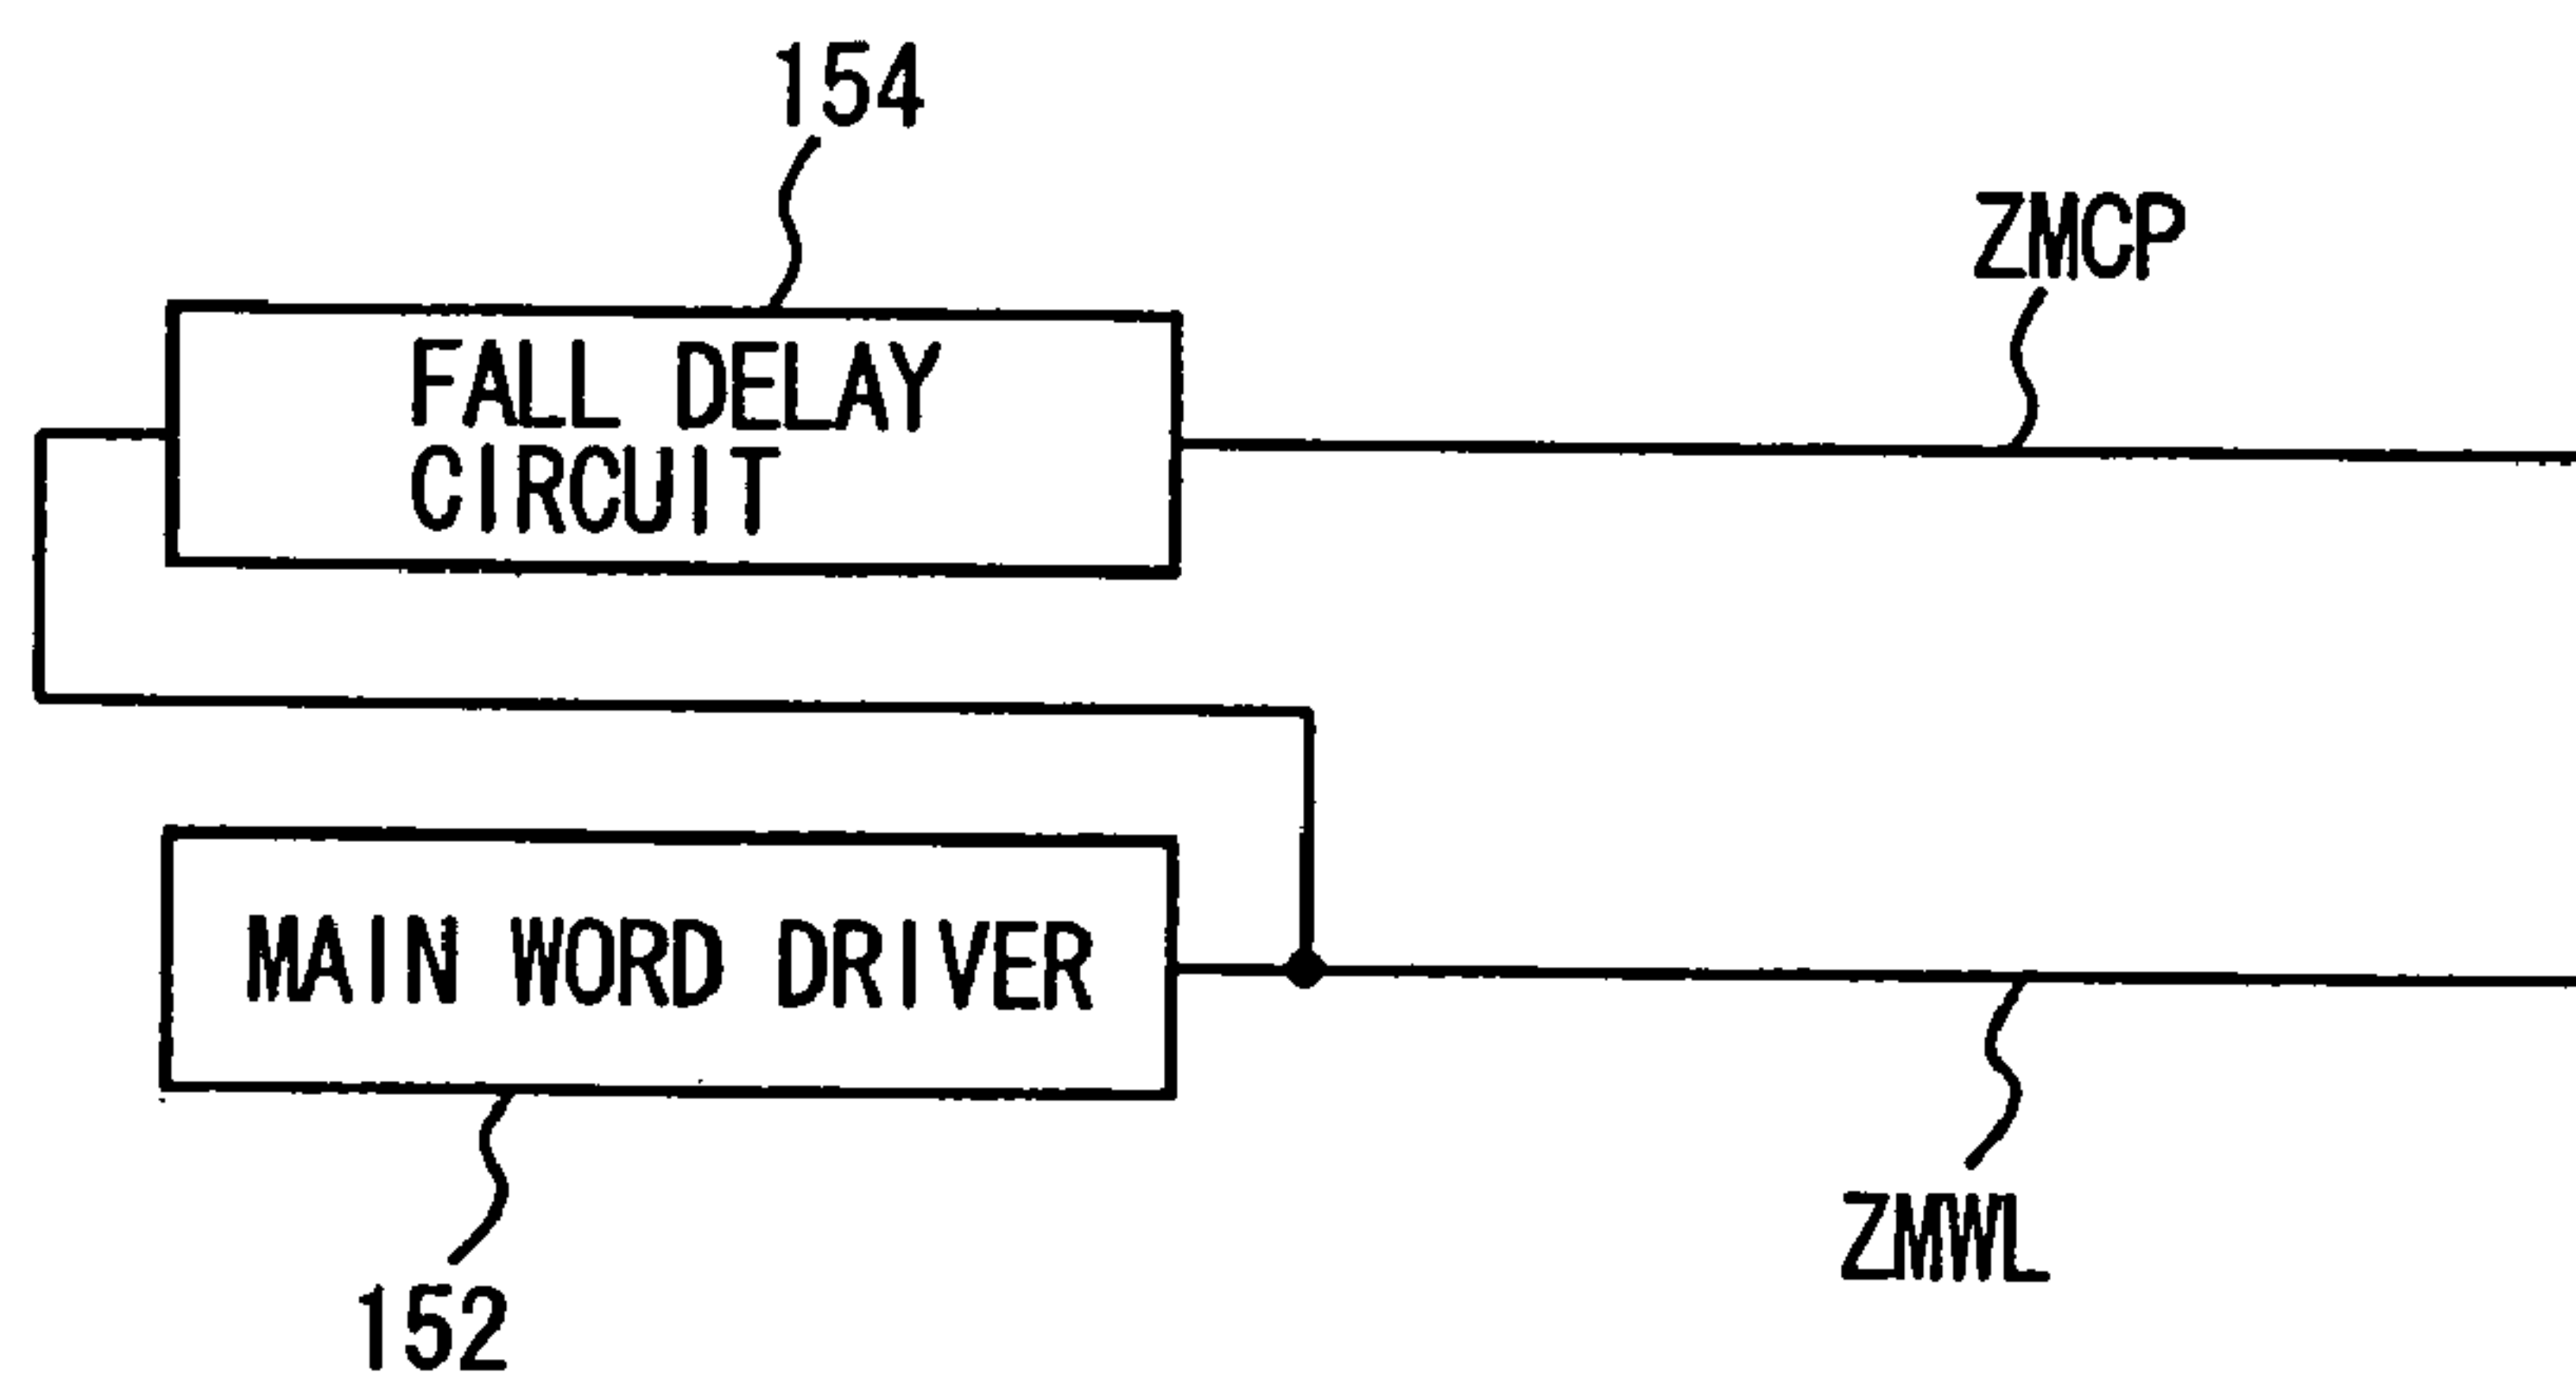 154
ZMCP
FALL DELAY
CIRCUIT
MAIN WORD DRIVER
ZMWL
152